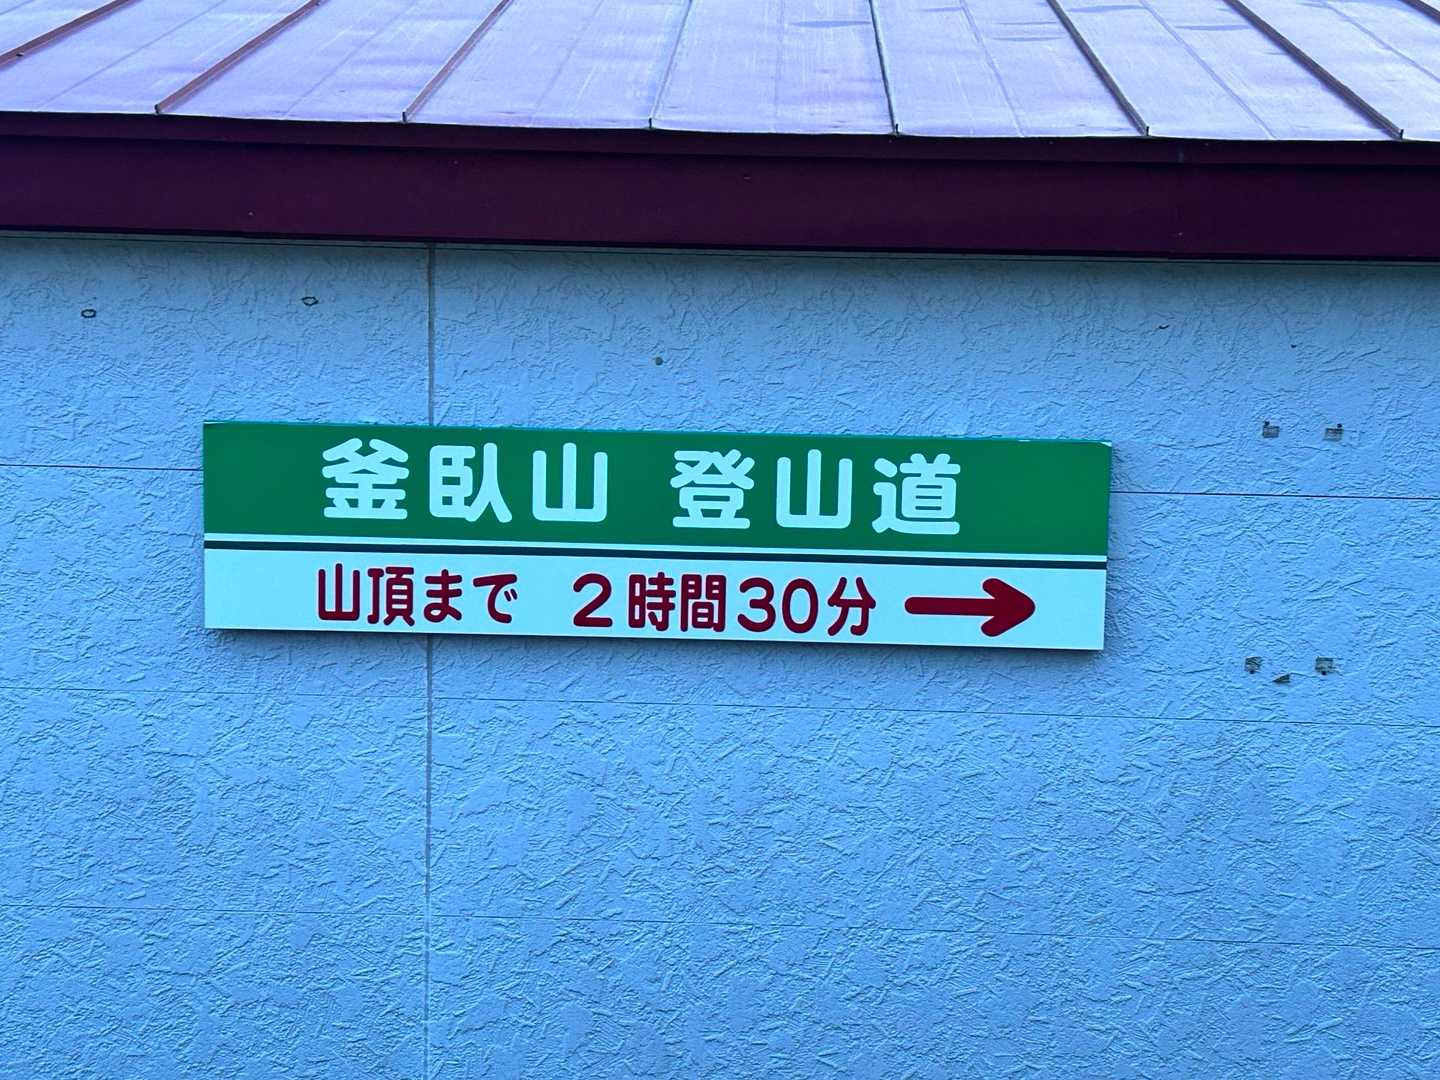 釜臥山 登山道
山頂まで 2時間30分 →